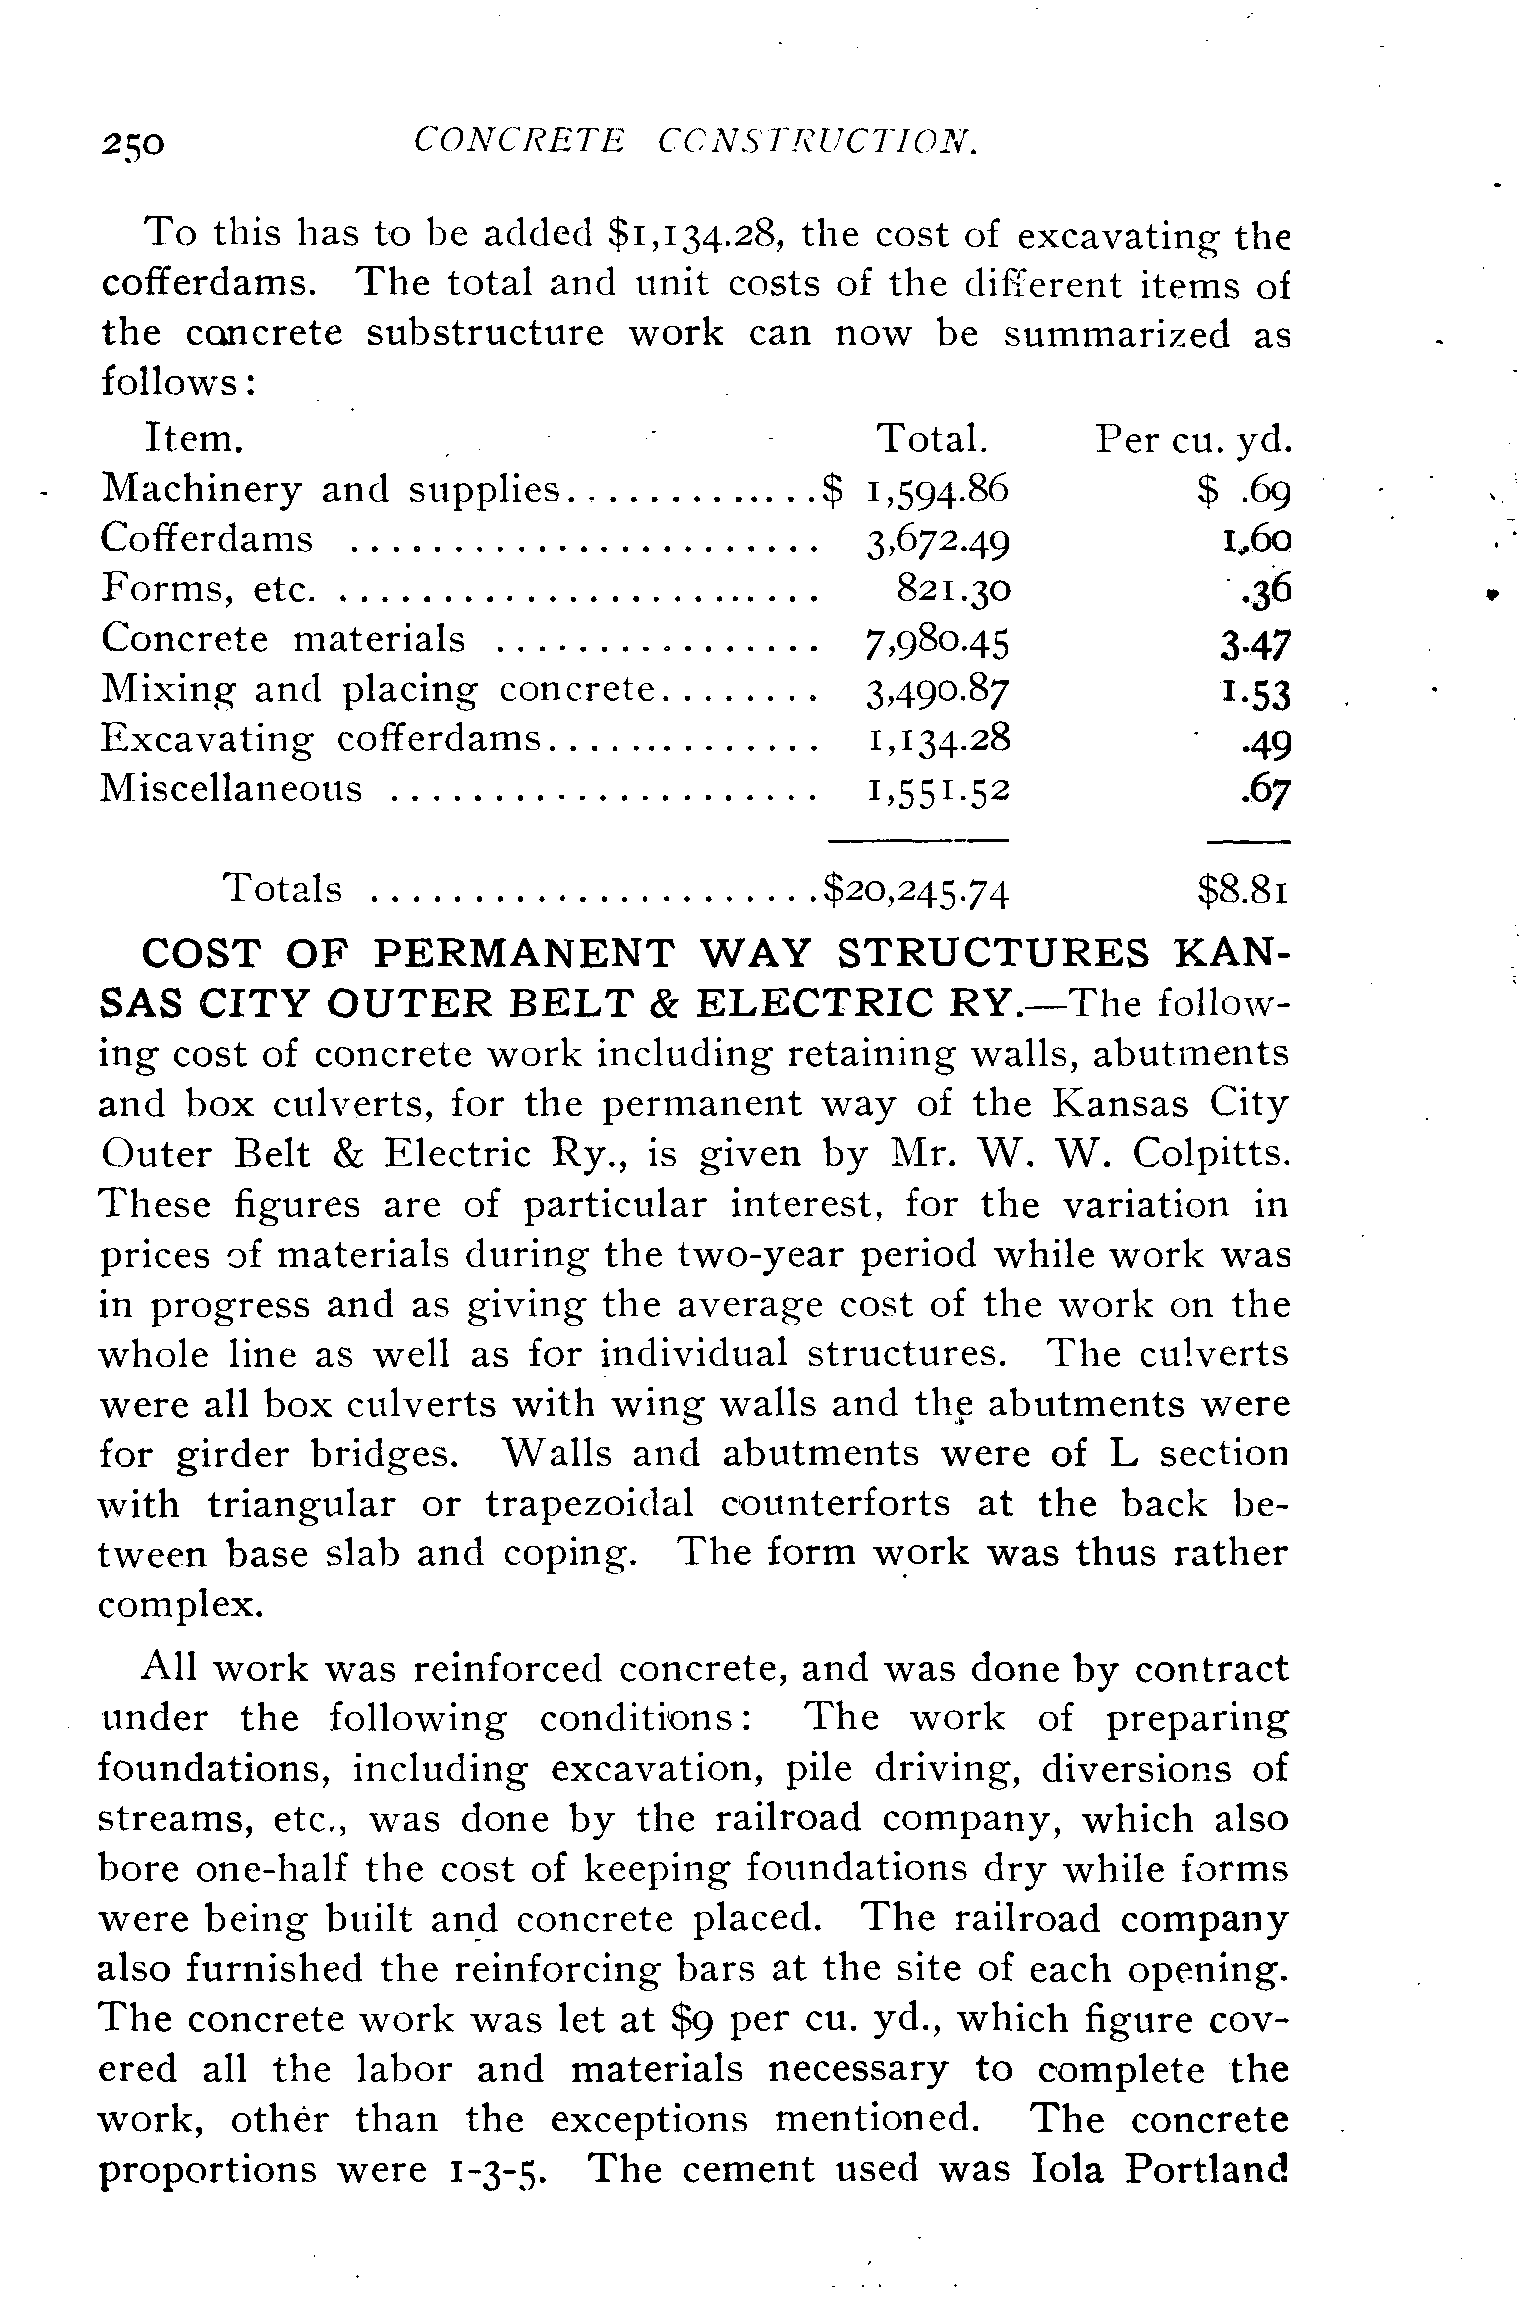 250 CONCRETE CONSTRUCTION.
To this has to be added $1,134.28, the cost of excavating the
cofferdams. The total and unit costs of the different items of
the concrete substructure work can now be summarized as
follows:
Item. Total. Per cu. yd.
Machinery and supplies.............$ 1,594.86 $ .69
Cofferdams ....................... 3,672.49 1.60
Forms, etc. ........................ 821.30 .36
Concrete materials ................ 7,980.45 3.47
Mixing and placing concrete........ 3,490.87 1.53
Excavating cofferdams.............. 1,134.28 .49
Miscellaneous ..................... 1,551.52 .67
Totals ......................$20,245.74 $8.81
COST OF PERMANENT WAY STRUCTURES KAN-
SAS CITY OUTER BELT & ELECTRIC RY.—The follow-
ing cost of concrete work including retaining walls, abutments
and box culverts, for the permanent way of the Kansas City
Outer Belt & Electric Ry., is given by Mr. W. W. Colpitts.
These figures are of particular interest, for the variation in
prices of materials during the two-year period while work was
in progress and as giving the average cost of the work on the
whole line as well as for individual structures. The culverts
were all box culverts with wing walls and the abutments were
for girder bridges. Walls and abutments were of L section
with triangular or trapezoidal counterforts at the back be-
tween base slab and coping. The form work was thus rather
complex.
All work was reinforced concrete, and was done by contract
under the following conditions: The work of preparing
foundations, including excavation, pile driving, diversions of
streams, etc., was done by the railroad company, which also
bore one-half the cost of keeping foundations dry while forms
were being built and concrete placed. The railroad company
also furnished the reinforcing bars at the site of each opening.
The concrete work was let at $9 per cu. yd., which figure cov-
ered all the labor and materials necessary to complete the
work, other than the exceptions mentioned. The concrete
proportions were 1-3-5. The cement used was Iola Portland